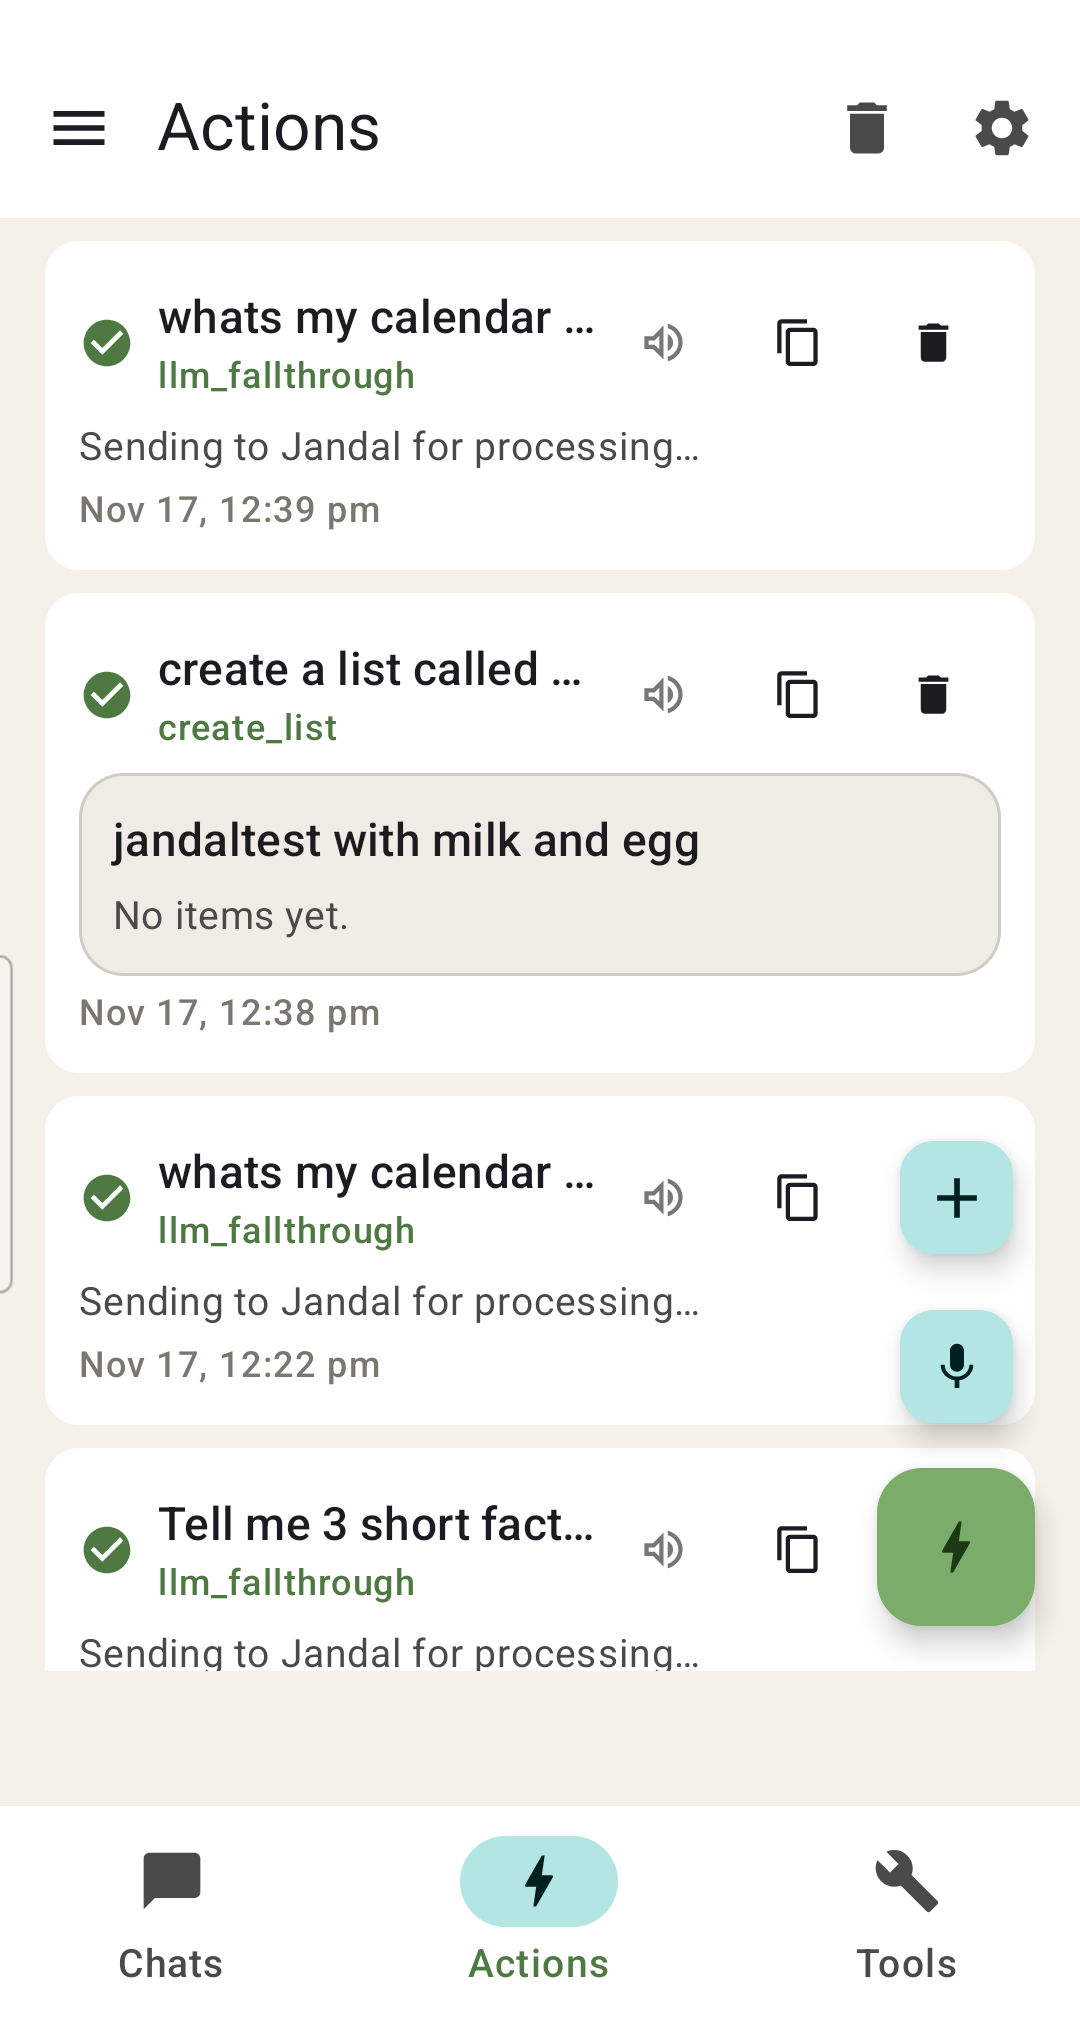 Actions
whats my calendar ...
llm_fallthrough
Sending to Jandal for processing...
Nov 17, 12:39 pm
create a list called ...
create_list
jandaltest with milk and egg
No items yet.
Nov 17, 12:38 pm
whats my calendar ...
llm_fallthrough
Sending to Jandal for processing...
Nov 17, 12:22 pm
Tell me 3 short fact...
llm_fallthrough
Sending to Jandal for processing...
Chats
Actions
Tools